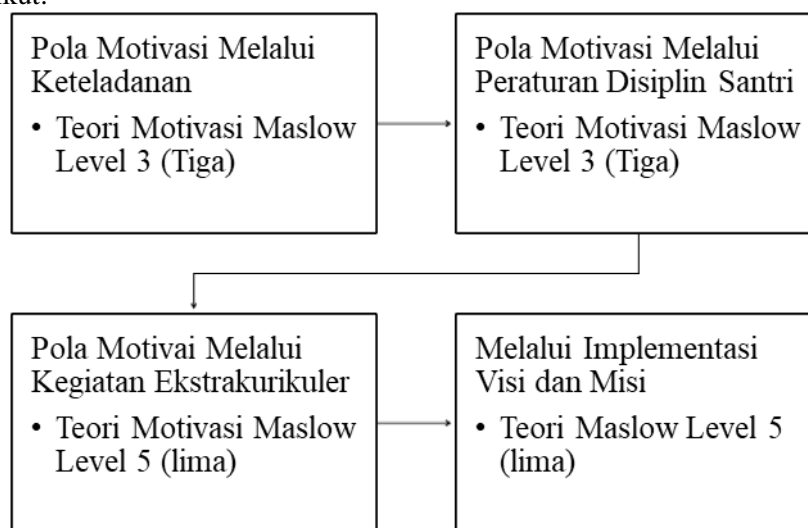 Pola Motivasi Melalui
Keteladanan
• Teori Motivasi Maslow
Level 3 (Tiga)
Pola Motivasi Melalui
Peraturan Disiplin Santri
• Teori Motivasi Maslow
Level 3 (Tiga)
Pola Motivai Melalui
Kegiatan Ekstrakurikuler
• Teori Motivasi Maslow
Level 5 (lima)
Melalui Implementasi
Visi dan Misi
• Teori Maslow Level 5
(lima)